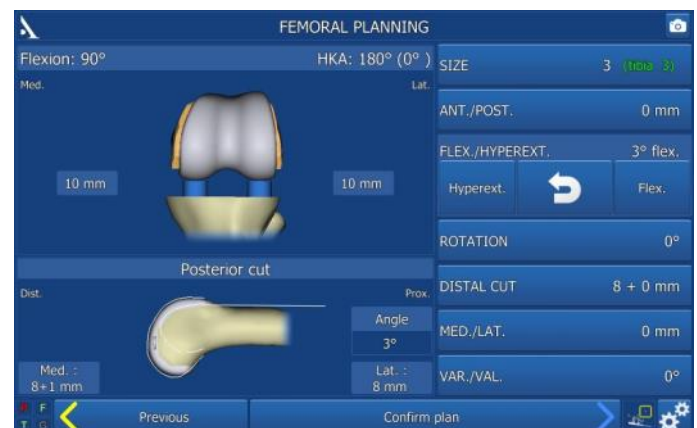 FEMORAL PLANNING
Flexion: 90°
HKA: 180° (0° )
Med.
Lat.
10 mm
10 mm
Posterior cut
Dist.
Prox.
Angle
3°
Med. :
8+1 mm
Lat. :
8 mm
SIZE 3 (tibia 3)
ANT./POST. 0 mm
FLEX./HYPEREXT. 3° flex.
Hyperext.
Flex.
ROTATION 0°
DISTAL CUT 8 + 0 mm
MED./LAT. 0 mm
VAR./VAL. 0°
F
T G
Previous
Confirm plan